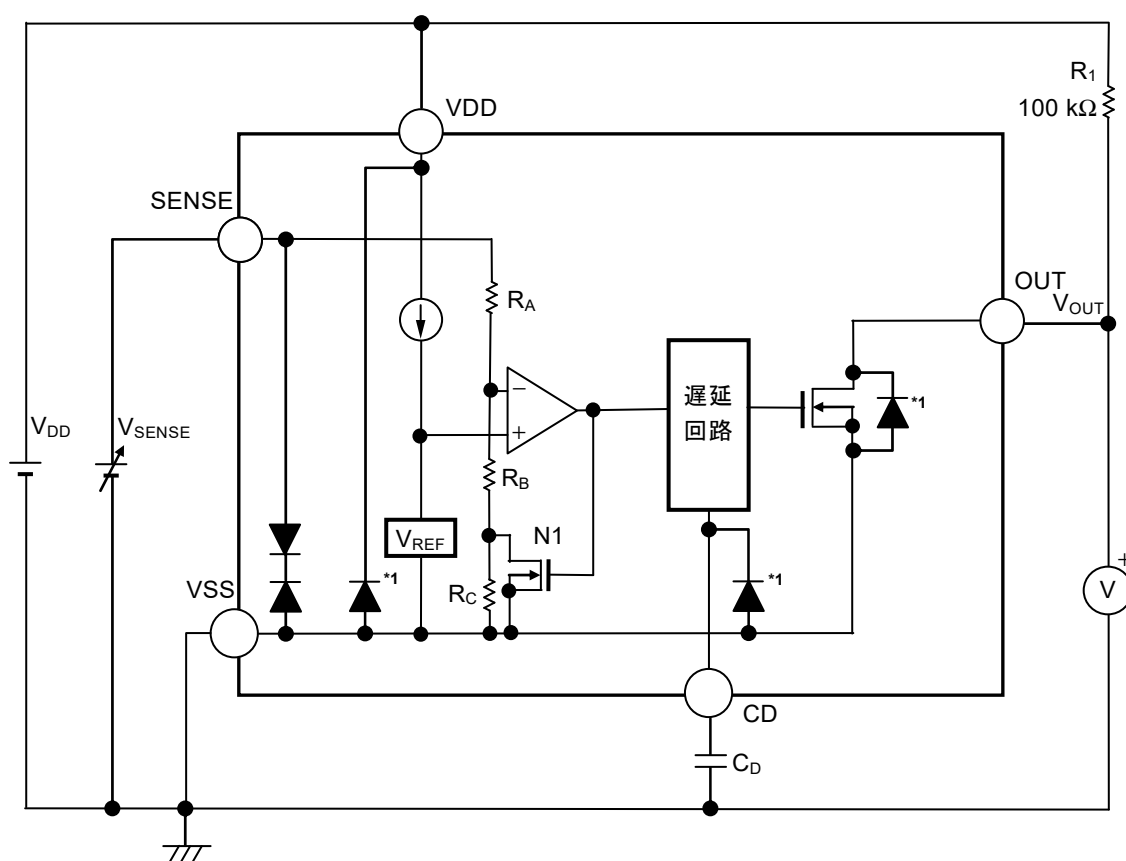 R1
100 kΩ
VDD
SENSE
RA
OUT
VOUT
遅延
回路
*1
VDD
VSENSE
−
+
RB
VREF
N1
VSS
*1
RC
*1
+
V
CD
CD